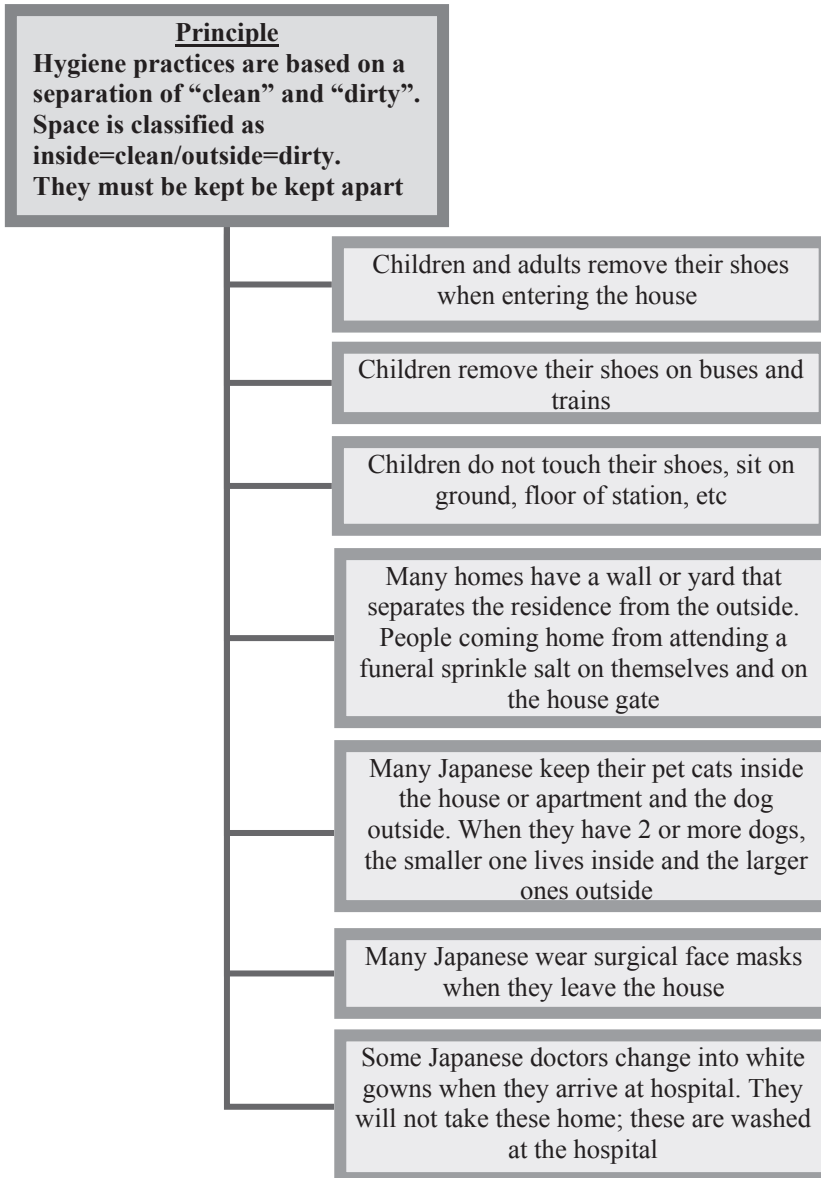 Principle
Hygiene practices are based on a
separation of “clean” and “dirty”.
Space is classified as
inside=clean/outside=dirty.
They must be kept be kept apart
Children and adults remove their shoes
when entering the house
Children remove their shoes on buses and
trains
Children do not touch their shoes, sit on
ground, floor of station, etc
Many homes have a wall or yard that
separates the residence from the outside.
People coming home from attending a
funeral sprinkle salt on themselves and on
the house gate
Many Japanese keep their pet cats inside
the house or apartment and the dog
outside. When they have 2 or more dogs,
the smaller one lives inside and the larger
ones outside
Many Japanese wear surgical face masks
when they leave the house
Some Japanese doctors change into white
gowns when they arrive at hospital. They
will not take these home; these are washed
at the hospital